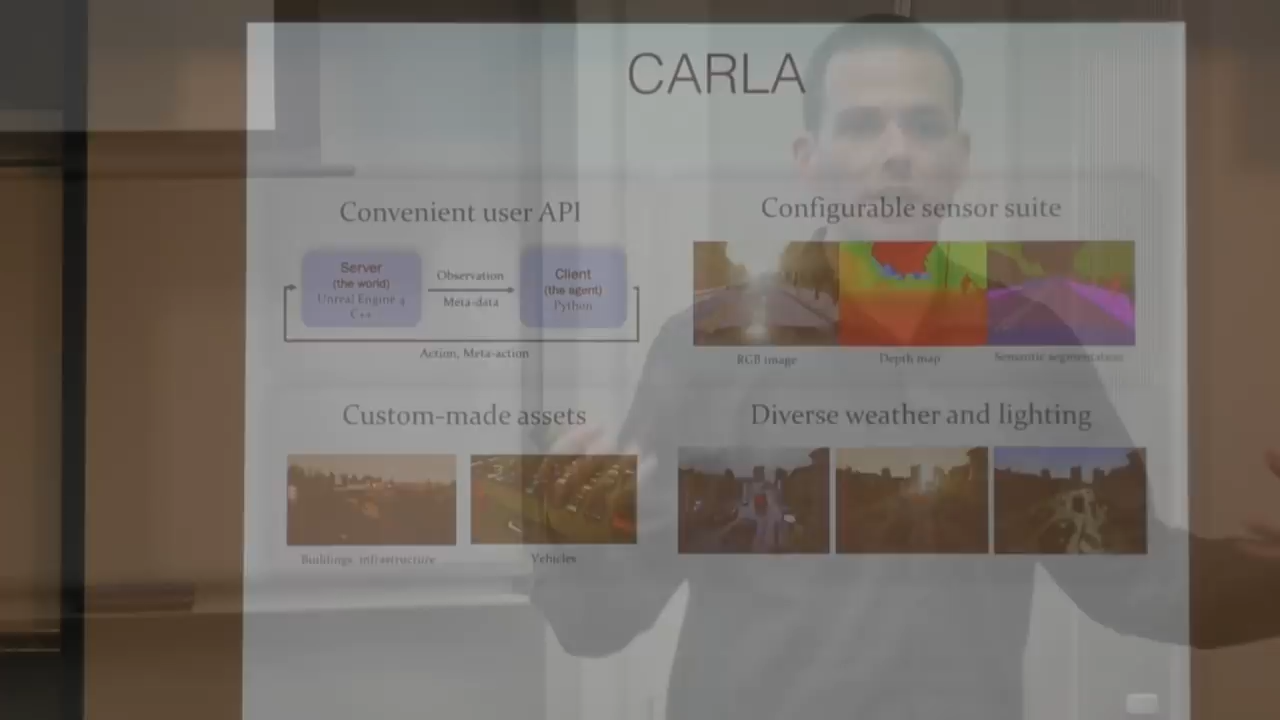 CARLA
Convenient user API
Server
(the world)
Unreal Engine 4
C++
Observation
Meta-data
Client
(the agent)
Python
Action, Meta-action
Configurable sensor suite
RGB image
Depth map
Semantic segmentation
Custom-made assets
Buildings, infrastructure
Vehicles
Diverse weather and lighting